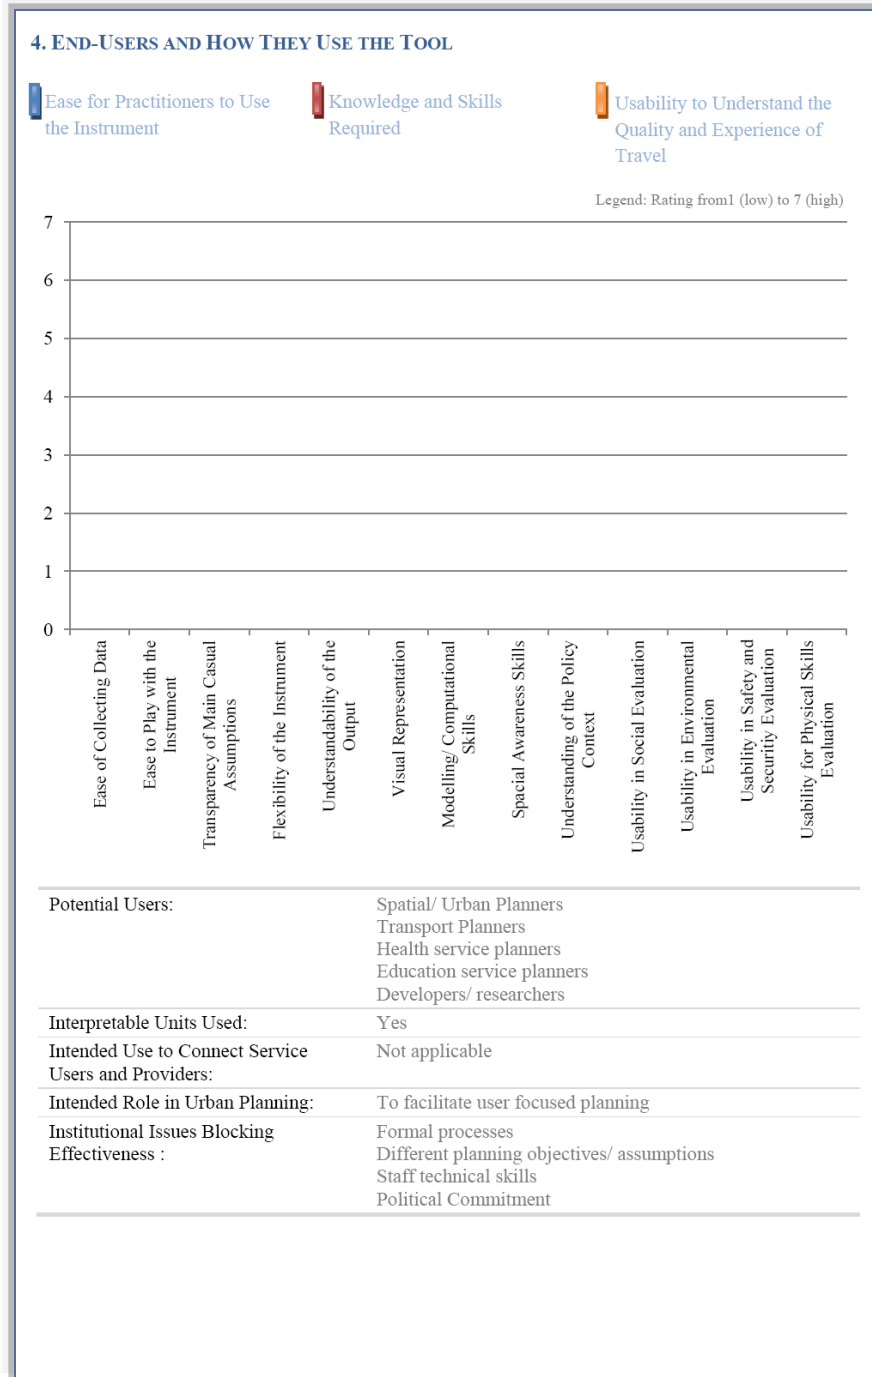 4. END-USERS AND HOW THEY USE THE TOOL
Ease for Practitioners to Use
the Instrument
Knowledge and Skills
Required
Usability to Understand the
Quality and Experience of
Travel
Legend: Rating from1 (low) to 7 (high)
7
6
5
4
3
2
1
0
Ease of Collecting Data
Ease to Play with the
Instrument
Transparency of Main Casual
Assumptions
Flexibility of the Instrument
Understandability of the
Output
Visual Representation
Modelling/ Computational
Skills
Spacial Awareness Skills
Understanding of the Policy
Context
Usability in Social Evaluation
Usability in Environmental
Evaluation
Usability in Safety and
Securitiy Evaluation
Usability for Physical Skills
Evaluation
Potential Users:
Spatial/ Urban Planners
Transport Planners
Health service planners
Education service planners
Developers/ researchers
Interpretable Units Used:
Yes
Intended Use to Connect Service
Users and Providers:
Not applicable
Intended Role in Urban Planning:
To facilitate user focused planning
Institutional Issues Blocking
Effectiveness :
Formal processes
Different planning objectives/ assumptions
Staff technical skills
Political Commitment